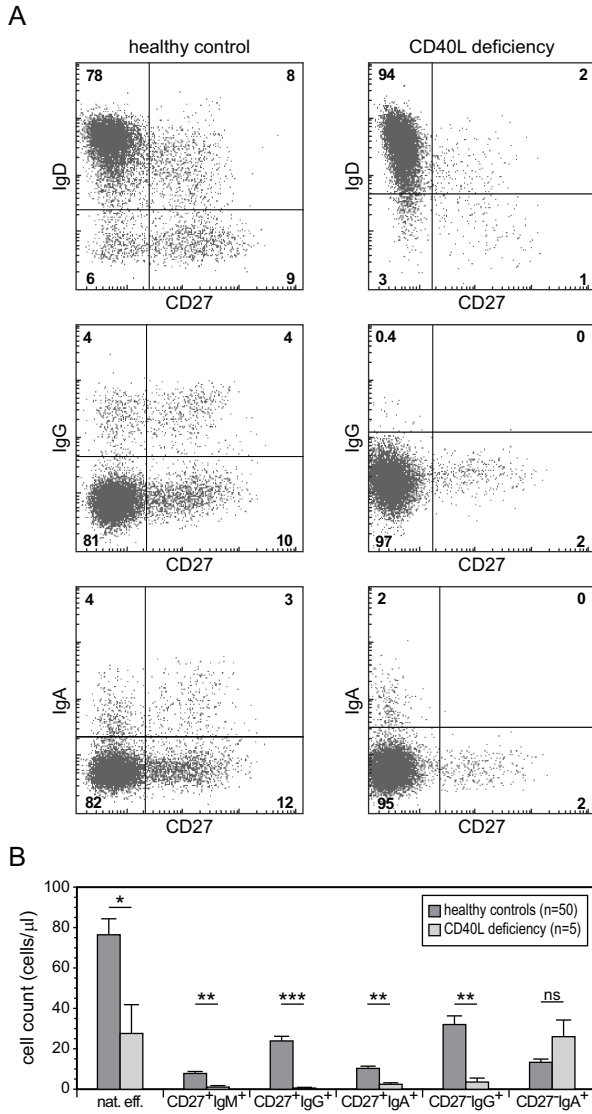 A
healthy control
CD40L deficiency
78 8
IgD
6 9
CD27
94 2
IgD
3 1
CD27
4 4
IgG
81 10
CD27
0.4 0
IgG
97 2
CD27
4 3
IgA
82 12
CD27
2 0
IgA
95 2
CD27
B
cell count (cells/µl)
100
80
60
40
20
0
healthy controls (n=50)
CD40L deficiency (n=5)
* ** *** ** ** ns
nat. eff. CD27⁺IgM⁺ CD27⁺IgG⁺ CD27⁺IgA⁺ CD27⁻IgG⁺ CD27⁻IgA⁺